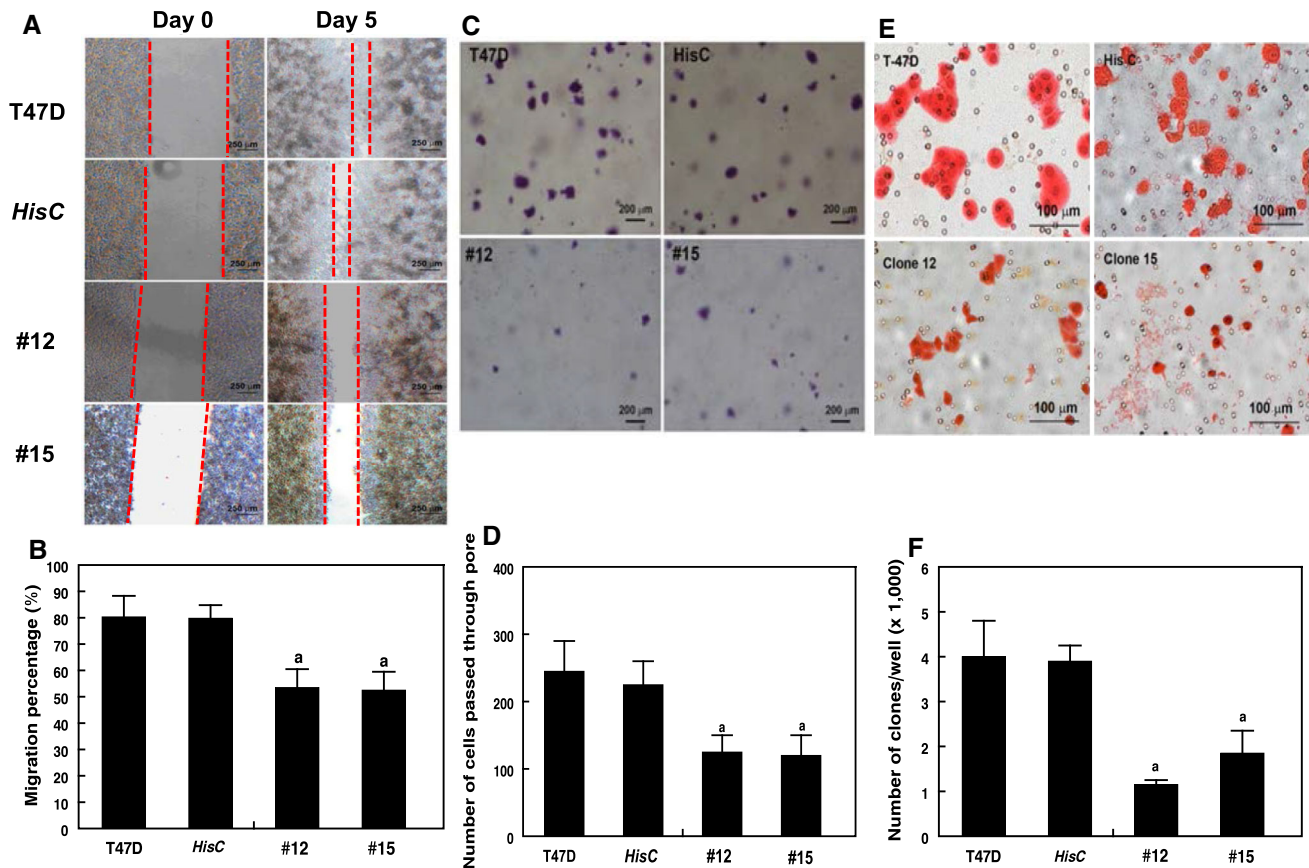 A
Day 0
Day 5
T47D
250 µm
250 µm
HisC
250 µm
250 µm
#12
250 µm
250 µm
#15
250 µm
250 µm
B
Migration percentage (%)
100
90
80
70
60
50
40
30
20
10
0
a
a
T47D
HisC
#12
#15
C
T47D
200 µm
HisC
200 µm
#12
200 µm
#15
200 µm
D
Number of cells passed through pore
400
300
200
100
0
a
a
T47D
HisC
#12
#15
E
T-47D
100 µm
His C
100 µm
Clone 12
100 µm
Clone 15
100 µm
F
Number of clones/well (x 1,000)
6
5
4
3
2
1
0
a
a
T47D
HisC
#12
#15